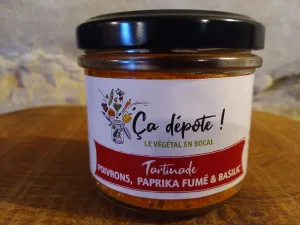 Ça dépote !
LE VÉGÉTAL EN BOCAL
Tartinade
POIVRONS, PAPRIKA FUMÉ & BASILIC